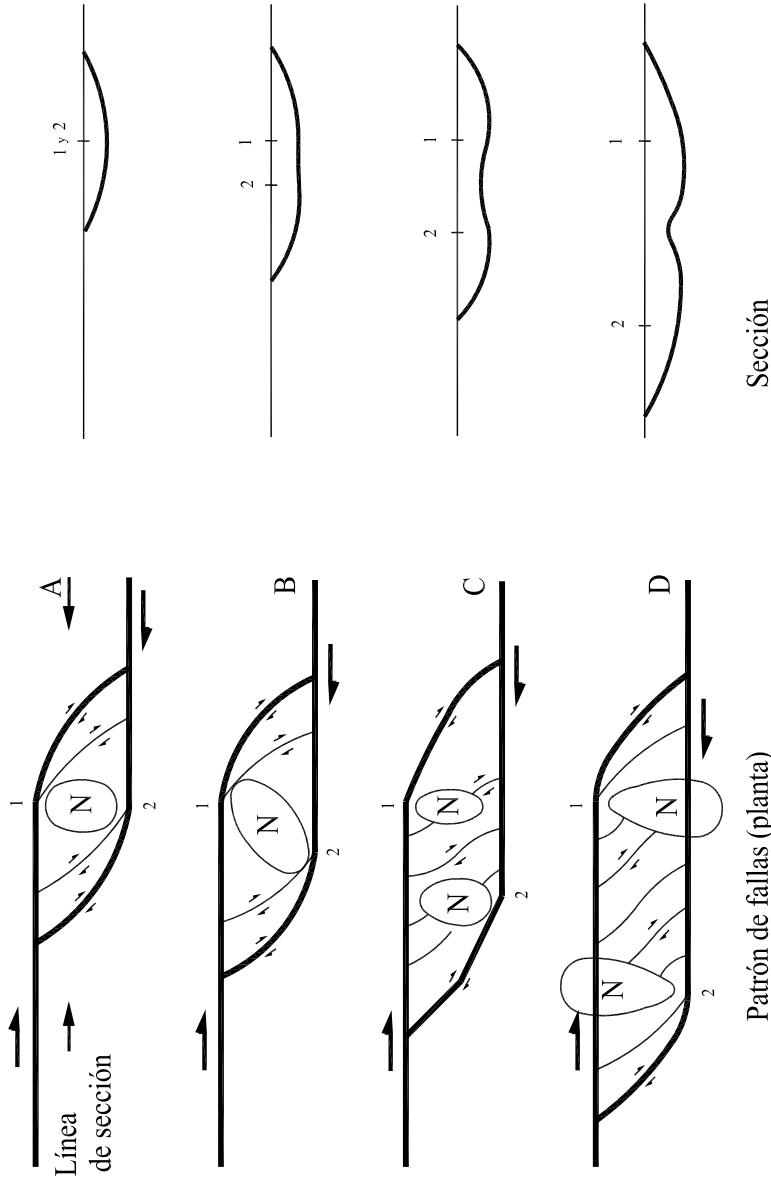 1 y 2
2 1
2 1
2 1
Sección
A
1
N
2
Línea
de sección
B
1
N
2
C
1
N
N
2
D
1
N
N
2
Patrón de fallas (planta)